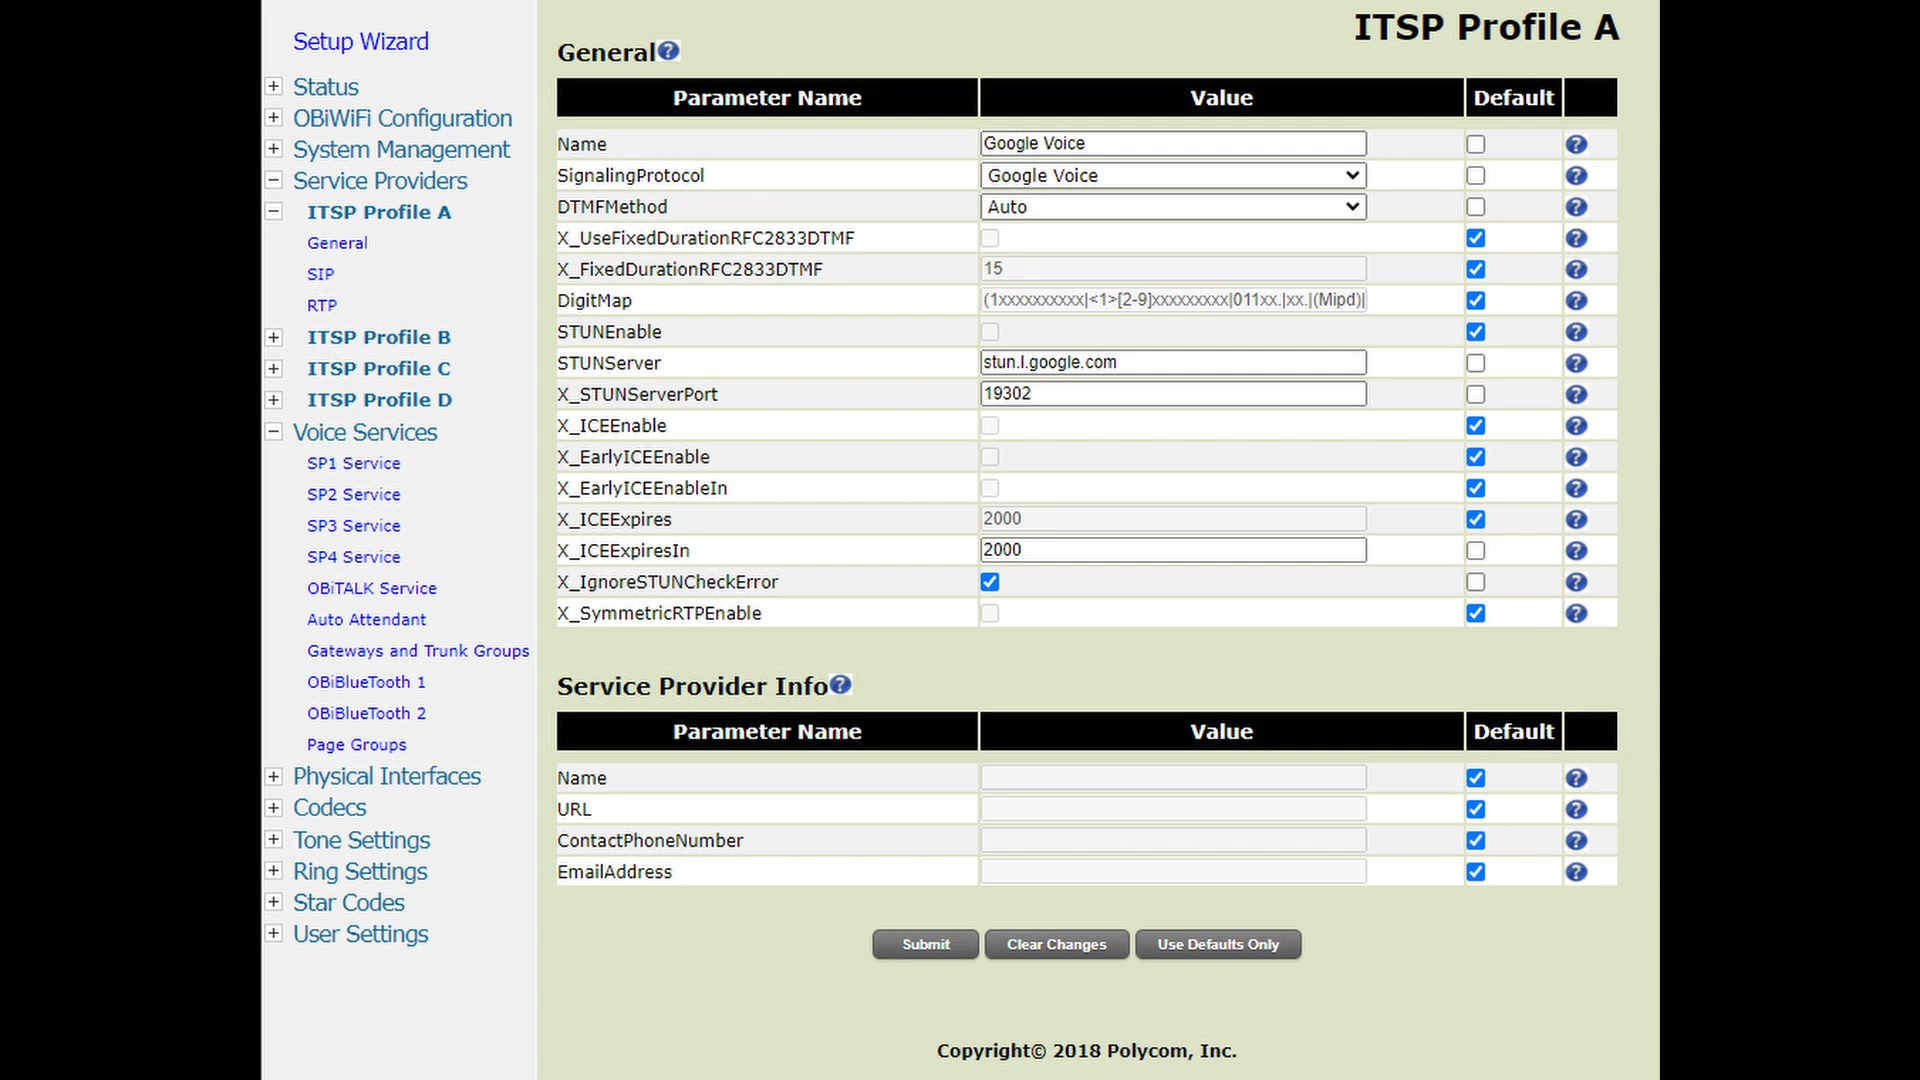 Setup Wizard
Status
OBiWiFi Configuration
System Management
Service Providers
ITSP Profile A
General
SIP
RTP
ITSP Profile B
ITSP Profile C
ITSP Profile D
Voice Services
SP1 Service
SP2 Service
SP3 Service
SP4 Service
OBiTALK Service
Auto Attendant
Gateways and Trunk Groups
OBiBlueTooth 1
OBiBlueTooth 2
Page Groups
Physical Interfaces
Codecs
Tone Settings
Ring Settings
Star Codes
User Settings
ITSP Profile A
General
Parameter Name Value Default
Name Google Voice
SignalingProtocol Google Voice
DTMFMethod Auto
X_UseFixedDurationRFC2833DTMF
X_FixedDurationRFC2833DTMF 15
DigitMap (1xxxxxxxxxx|<1>[2-9]xxxxxxxxx|011xx.|xx.|(Mipd)|
STUNEnable
STUNServer stun.l.google.com
X_STUNServerPort 19302
X_ICEEnable
X_EarlyICEEnable
X_EarlyICEEnableIn
X_ICEExpires 2000
X_ICEExpiresIn 2000
X_IgnoreSTUNCheckError
X_SymmetricRTPEnable
Service Provider Info
Parameter Name Value Default
Name
URL
ContactPhoneNumber
EmailAddress
Submit Clear Changes Use Defaults Only
Copyright© 2018 Polycom, Inc.